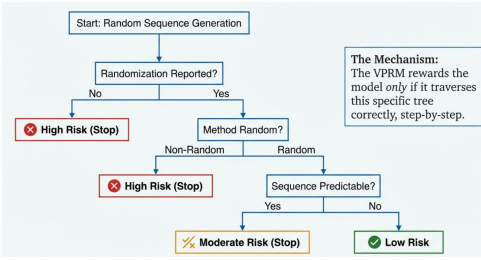 Start: Random Sequence Generation
Randomization Reported?
No
Yes
The Mechanism:
The VPRM rewards the
model only if it traverses
this specific tree
correctly, step-by-step.
High Risk (Stop)
Method Random?
Non-Random
Random
High Risk (Stop)
Sequence Predictable?
Yes
No
Moderate Risk (Stop)
Low Risk